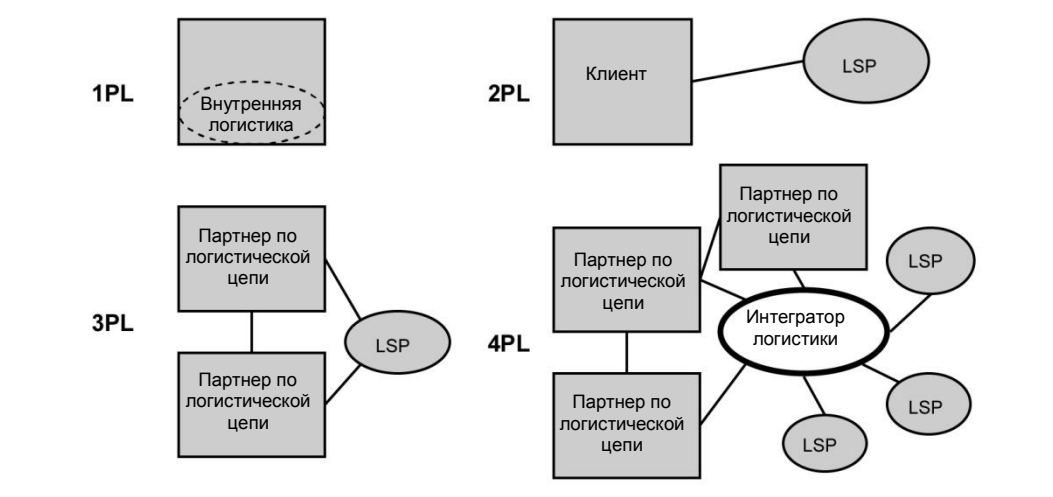 1PL
Внутренняя
логистика
2PL
Клиент
LSP
3PL
Партнер по
логистической
цепи
Партнер по
логистической
цепи
LSP
4PL
Партнер по
логистической
цепи
Партнер по
логистической
цепи
Партнер по
логистической
цепи
Интегратор
логистики
LSP
LSP
LSP